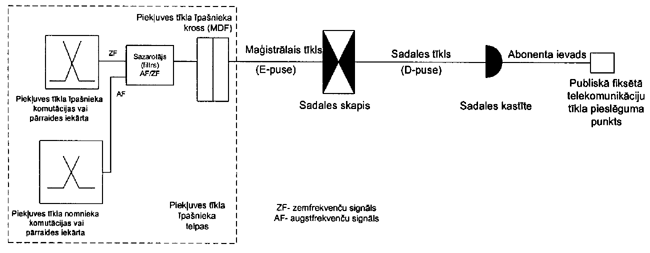 Piekļuves tīkla īpašnieka
kross (MDF)
ZF
Sazarotājs
(filtrs)
AF/ZF
Maģistrālais tīkls
(E-puse)
Sadales tīkls
(D-puse)
Abonenta ievads
Piekļuves tīkla īpašnieka
komutācijas vai
pārraides iekārta
AF
Sadales skapis
Sadales kastīte
Publiskā fiksētā
telekomunikāciju
tīkla pieslēguma
punkts
Piekļuves tīkla nomnieka
komutācijas vai
pārraides iekārta
Piekļuves tīkla
īpašnieka
telpas
ZF- zemfrekvenču signāls
AF- augstfrekvenču signāls